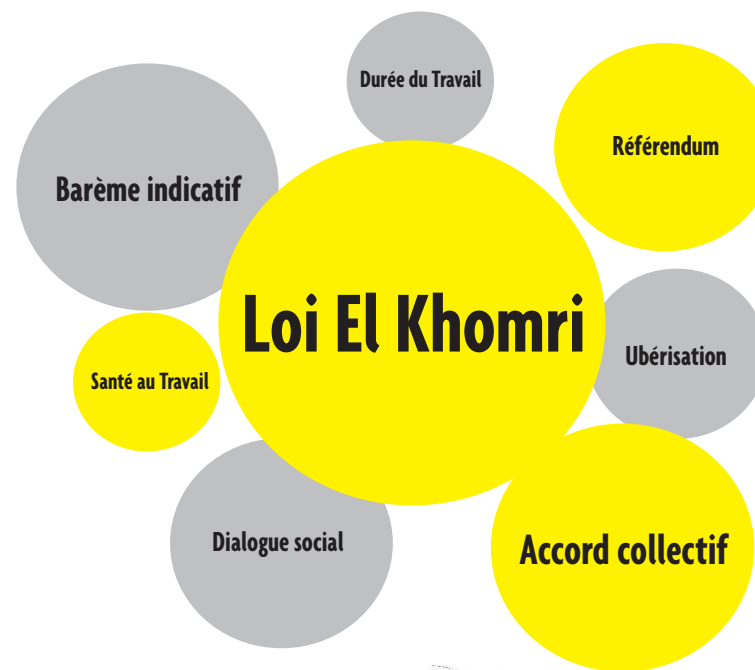 Durée du Travail
Référendum
Barème indicatif
Loi El Khomri
Ubérisation
Santé au Travail
Dialogue social
Accord collectif